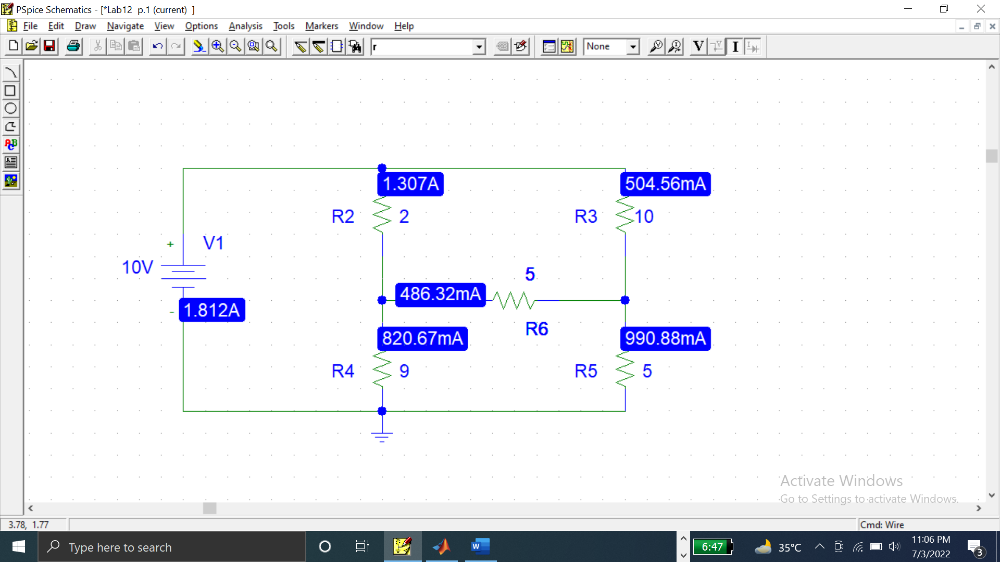 PSpice Schematics - [*Lab12 p.1 (current) ]
File Edit Draw Navigate View Options Analysis Tools Markers Window Help
r
None
V
I
ABC
1.307A
504.56mA
R2 2
R3 10
+ V1
10V
5
486.32mA
- 1.812A
R6
820.67mA
990.88mA
R4 9
R5 5
Activate Windows
Go to Settings to activate Windows.
3.78, 1.77
Cmd: Wire
Type here to search
W
6:47
35°C
11:06 PM
7/3/2022
3